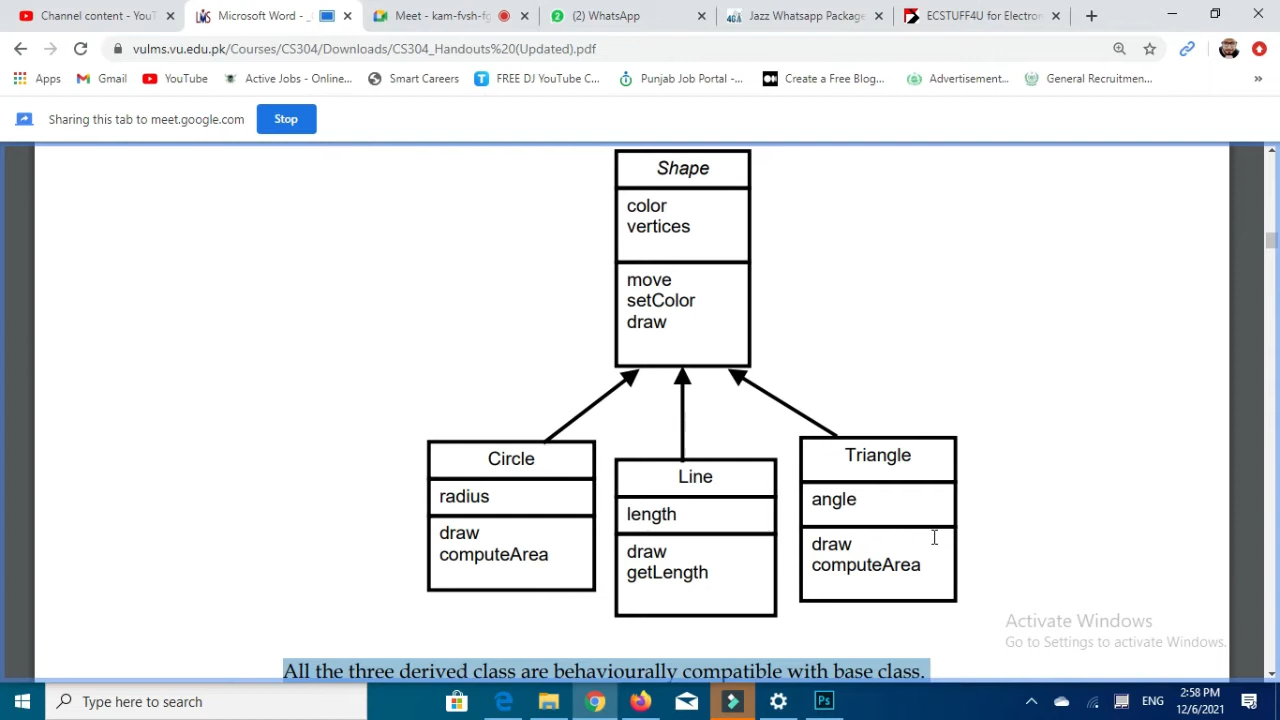 Channel content - YouT
Microsoft Word - _
Meet - kam-fvsh-fg
(2) WhatsApp
Jazz Whatsapp Package
ECSTUFF4U for Electron
vulms.vu.edu.pk/Courses/CS304/Downloads/CS304_Handouts%20(Updated).pdf
Apps
Gmail
YouTube
Active Jobs - Online...
Smart Careers
FREE DJ YouTube C...
Punjab Job Portal -...
Create a Free Blog...
Advertisement...
General Recruitmen...
»
Sharing this tab to meet.google.com
Stop
Shape
color
vertices
move
setColor
draw
Circle
radius
draw
computeArea
Line
length
draw
getLength
Triangle
angle
draw
computeArea
Activate Windows
Go to Settings to activate Windows.
All the three derived class are behaviourally compatible with base class.
Type here to search
Ps
ENG
2:58 PM
12/6/2021